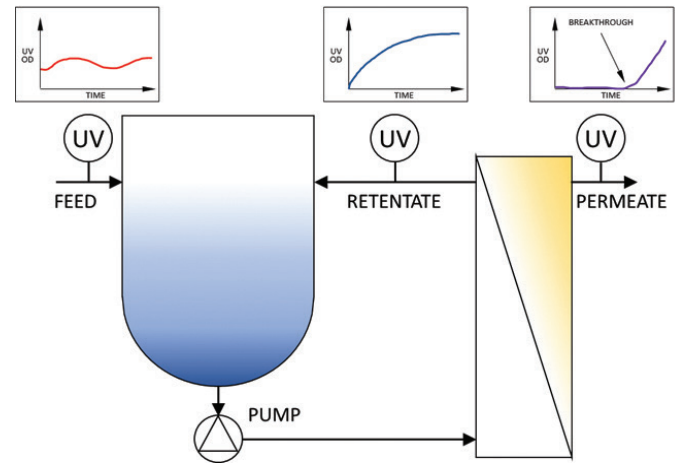 UV
OD
TIME
UV
OD
TIME
BREAKTHROUGH
UV
OD
TIME
UV
UV
UV
FEED
RETENTATE
PERMEATE
PUMP